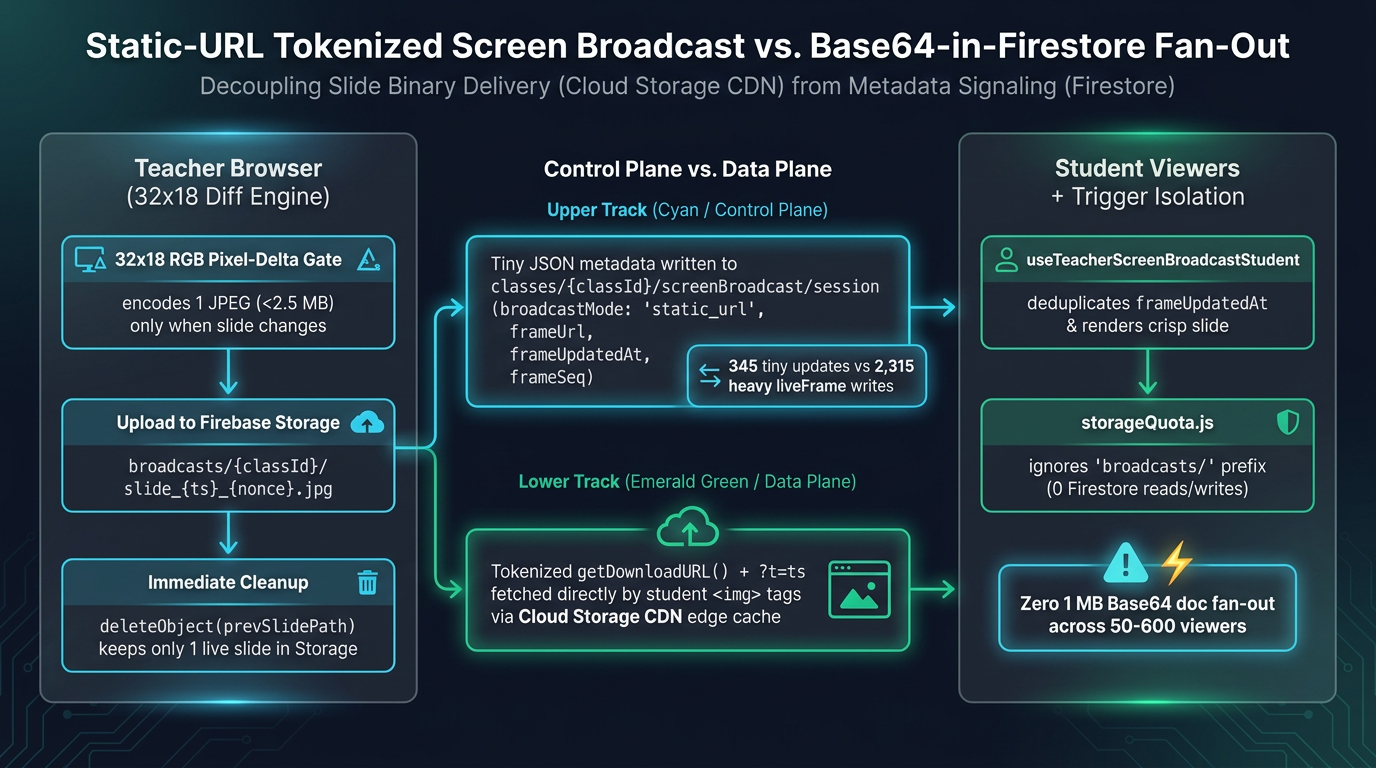 Static-URL Tokenized Screen Broadcast vs. Base64-in-Firestore Fan-Out
Decoupling Slide Binary Delivery (Cloud Storage CDN) from Metadata Signaling (Firestore)
Teacher Browser
(32x18 Diff Engine)
32x18 RGB Pixel-Delta Gate
encodes 1 JPEG (<2.5 MB)
only when slide changes
Upload to Firebase Storage
broadcasts/{classId}/
slide_{ts}_{nonce}.jpg
Immediate Cleanup
deleteObject(prevSlidePath)
keeps only 1 live slide in Storage
Control Plane vs. Data Plane
Upper Track (Cyan / Control Plane)
Tiny JSON metadata written to
classes/{classId}/screenBroadcast/session
(broadcastMode: 'static_url',
frameUrl,
frameUpdatedAt,
frameSeq)
345 tiny updates vs 2,315
heavy liveFrame writes
Lower Track (Emerald Green / Data Plane)
Tokenized getDownloadURL() + ?t=ts
fetched directly by student <img> tags
via Cloud Storage CDN edge cache
Student Viewers
+ Trigger Isolation
useTeacherScreenBroadcastStudent
deduplicates frameUpdatedAt
& renders crisp slide
storageQuota.js
ignores 'broadcasts/' prefix
(0 Firestore reads/writes)
Zero 1 MB Base64 doc fan-out
across 50-600 viewers